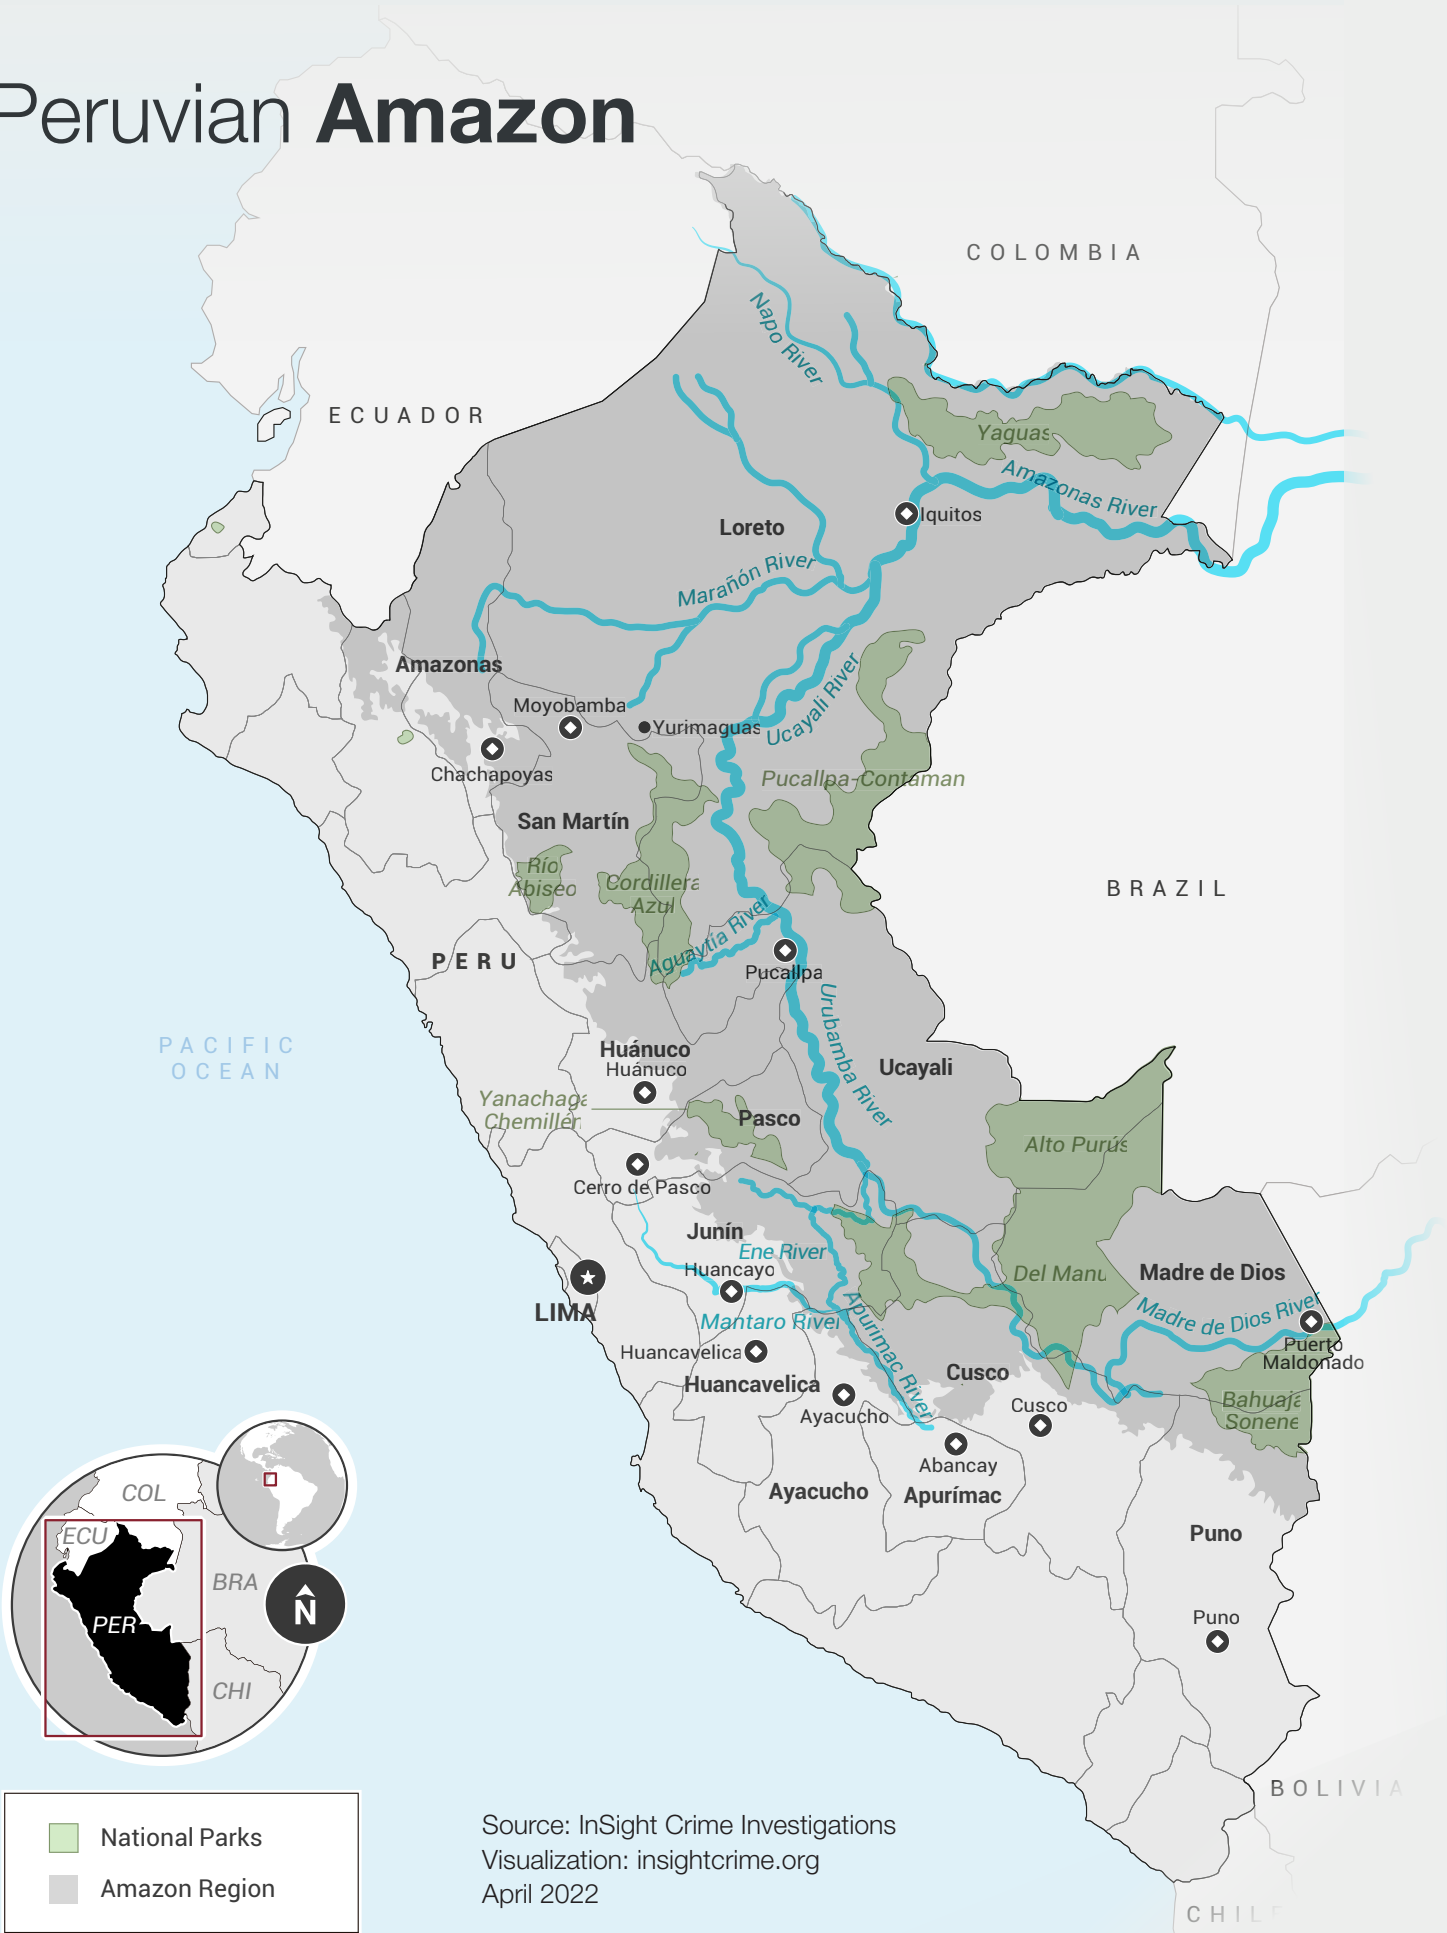 Peruvian Amazon
COLOMBIA
ECUADOR
Napo River
Yaguas
Amazonas River
Iquitos
Loreto
Marañón River
Amazonas
Moyobamba
Yurimaguas
Ucayali River
Chachapoyas
Pucallpa-Contaman
San Martín
Río
Abiseo
Cordillera
Azul
BRAZIL
Aguaytía River
PERU
Pucallpa
Urubamba River
PACIFIC
OCEAN
Huánuco
Huánuco
Ucayali
Yanachaga
Chemillén
Pasco
Alto Purús
Cerro de Pasco
Junín
Ene River
Huancayo
Del Manu
Madre de Dios
LIMA
Mantaro River
Apurimac River
Madre de Dios River
Puerto
Maldonado
Huancavelica
Huancavelica
Cusco
Ayacucho
Cusco
Bahuaja
Sonene
Abancay
Ayacucho
Apurímac
Puno
Puno
COL
ECU
BRA
PER
CHI
N
BOLIVIA
CHILE
National Parks
Amazon Region
Source: InSight Crime Investigations
Visualization: insightcrime.org
April 2022